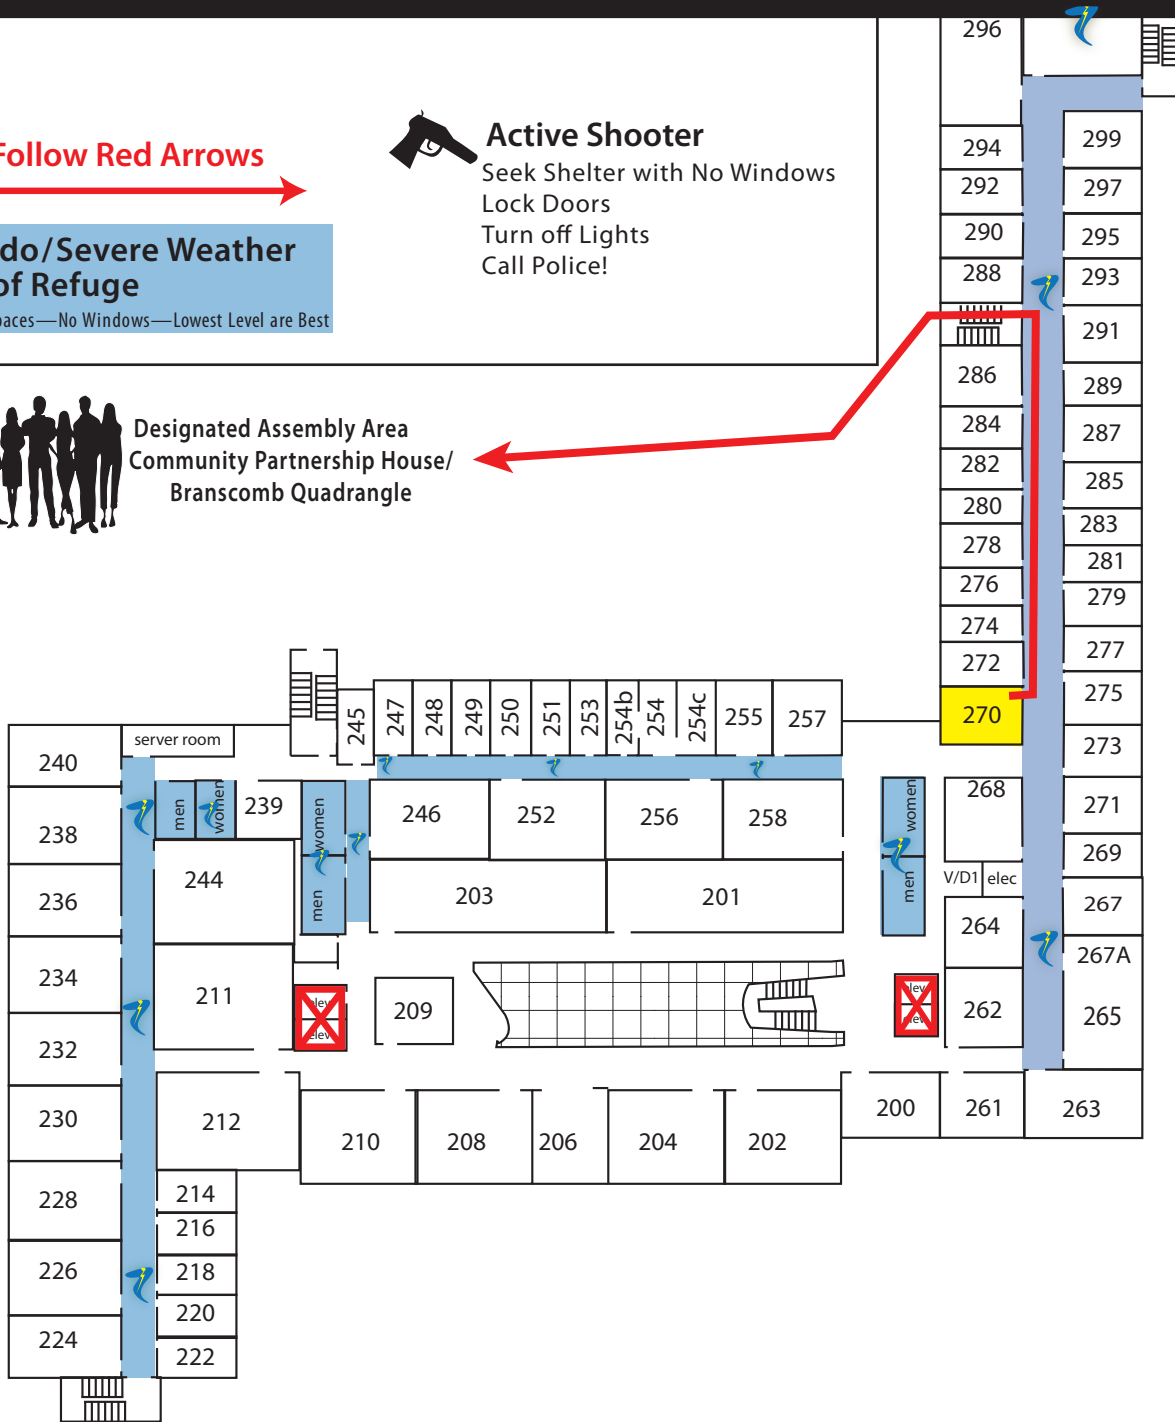 Follow Red Arrows
do/Severe Weather
of Refuge
paces—No Windows—Lowest Level are Best
Active Shooter
Seek Shelter with No Windows
Lock Doors
Turn off Lights
Call Police!
Designated Assembly Area
Community Partnership House/
Branscomb Quadrangle
296
294
292
290
288
286
284
282
280
278
276
274
272
270
299
297
295
293
291
289
287
285
283
281
279
277
275
273
271
269
267
267A
265
263
268
V/D1 elec
264
262
261
200
women
men
elev
elev
245
247
248
249
250
251
253
254b
254
254c
255
257
246
252
256
258
203
201
209
server room
240
238
236
234
232
230
228
226
224
men
women
239
women
men
244
211
elev
elev
212
210
208
206
204
202
214
216
218
220
222